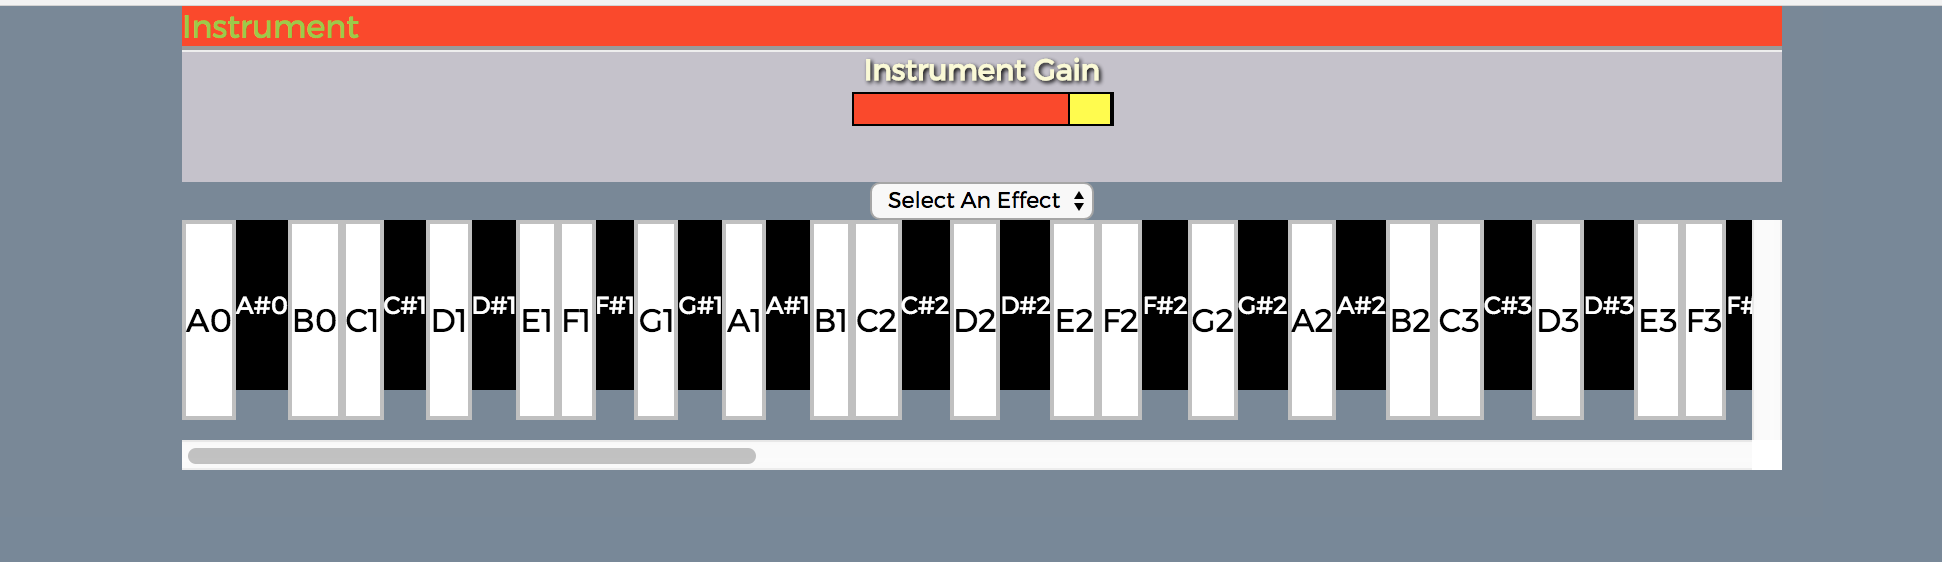 Instrument
Instrument Gain
Select An Effect
A0 A#0 B0 C1 C#1 D1 D#1 E1 F1 F#1 G1 G#1 A1 A#1 B1 C2 C#2 D2 D#2 E2 F2 F#2 G2 G#2 A2 A#2 B2 C3 C#3 D3 D#3 E3 F3 F#